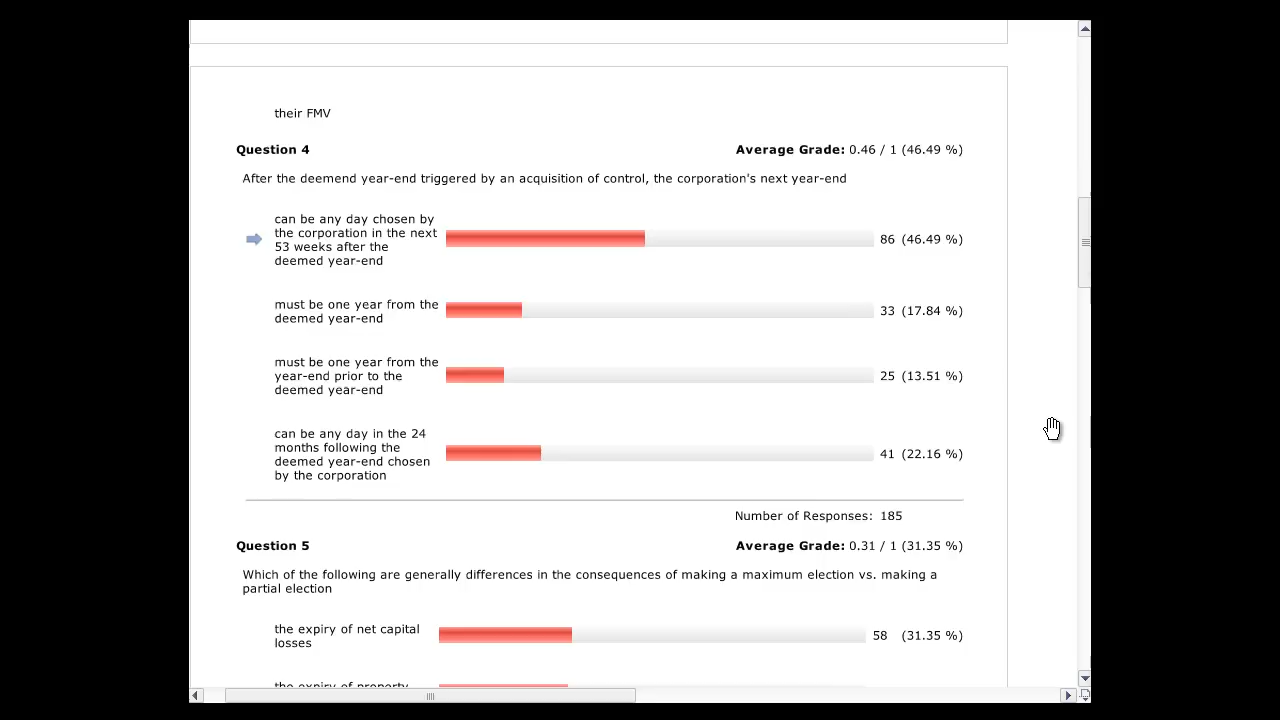 their FMV
Question 4
Average Grade: 0.46 / 1 (46.49 %)
After the deemend year-end triggered by an acquisition of control, the corporation's next year-end
can be any day chosen by
the corporation in the next
53 weeks after the
deemed year-end
86 (46.49 %)
must be one year from the
deemed year-end
33 (17.84 %)
must be one year from the
year-end prior to the
deemed year-end
25 (13.51 %)
can be any day in the 24
months following the
deemed year-end chosen
by the corporation
41 (22.16 %)
Number of Responses: 185
Question 5
Average Grade: 0.31 / 1 (31.35 %)
Which of the following are generally differences in the consequences of making a maximum election vs. making a
partial election
the expiry of net capital
losses
58 (31.35 %)
the expiry of property